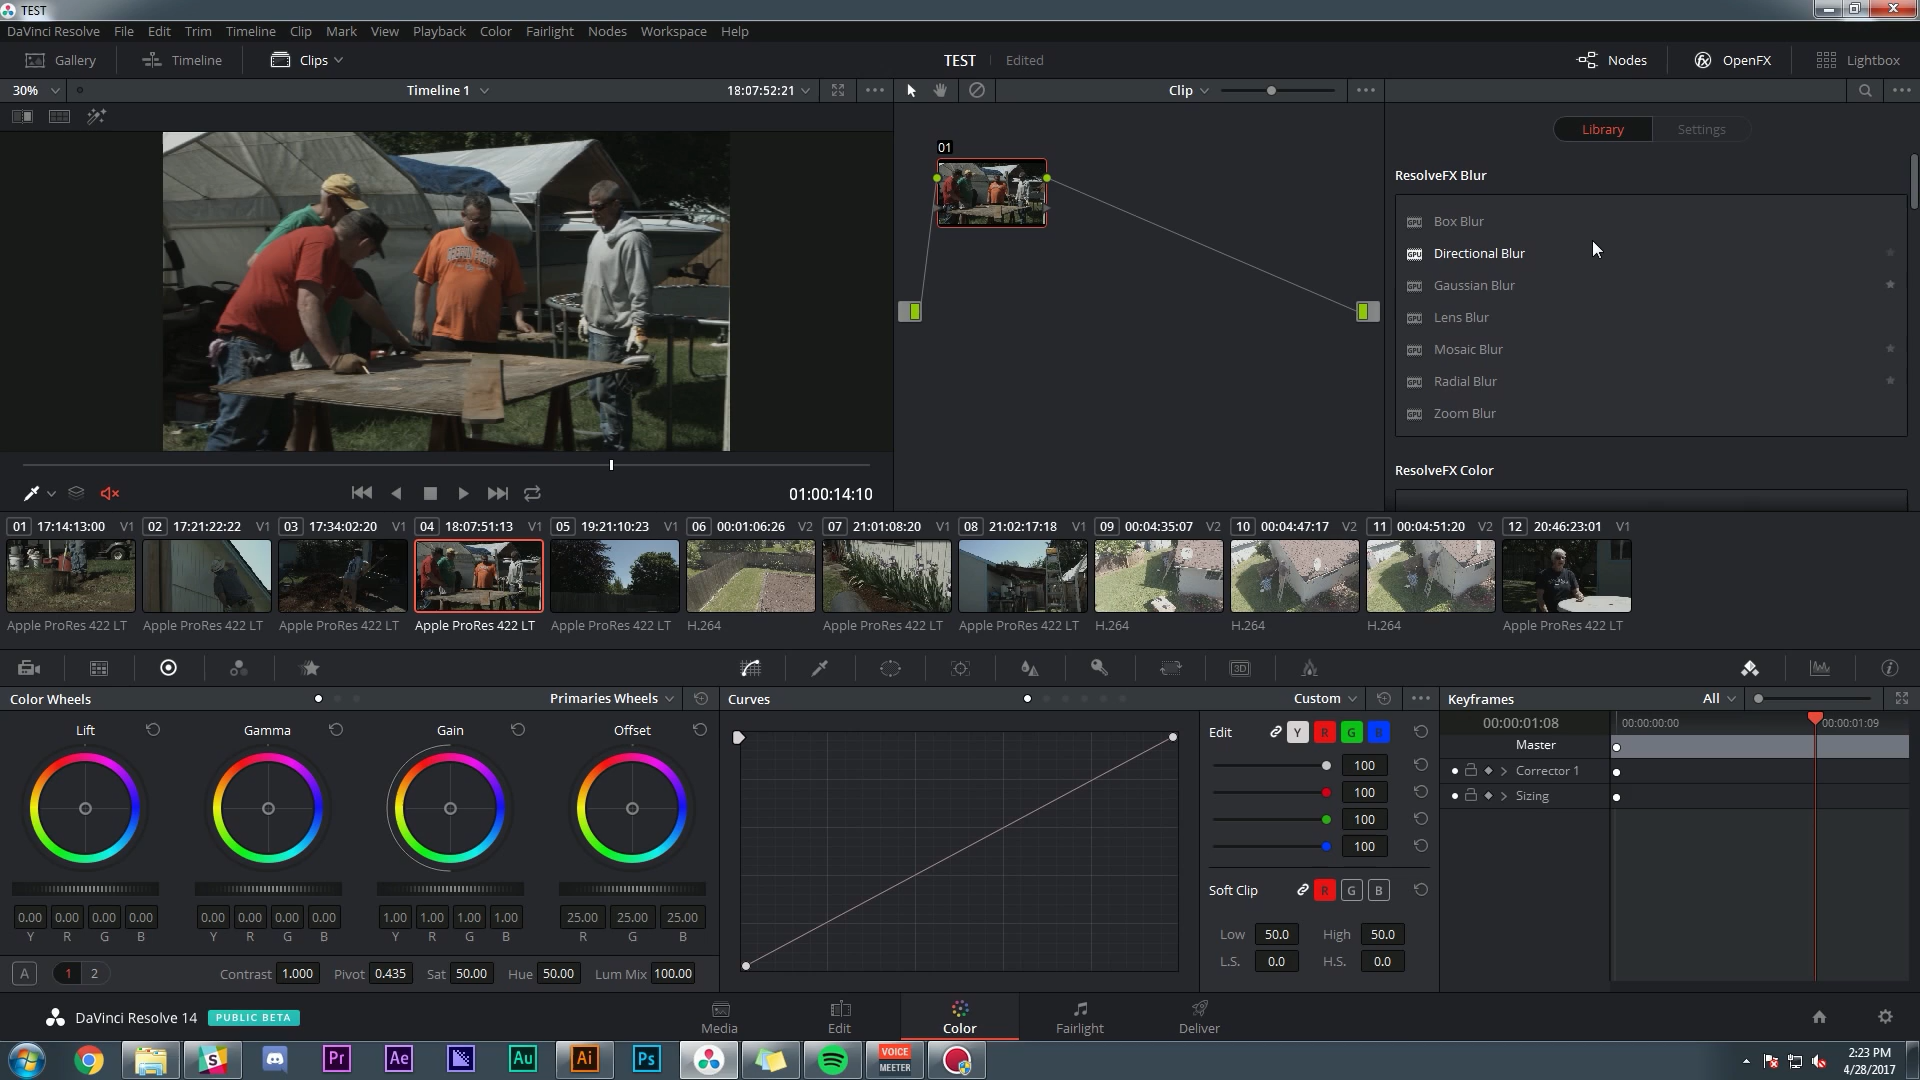 TEST
DaVinci Resolve File Edit Trim Timeline Clip Mark View Playback Color Fairlight Nodes Workspace Help
Gallery Timeline Clips TEST Edited Nodes OpenFX Lightbox
30% Timeline 1 18:07:52:21 Clip
Library Settings
01
ResolveFX Blur
Box Blur
Directional Blur
Gaussian Blur
Lens Blur
Mosaic Blur
Radial Blur
Zoom Blur
ResolveFX Color
01:00:14:10
01 17:14:13:00 V1 02 17:21:22:22 V1 03 17:34:02:20 V1 04 18:07:51:13 V1 05 19:21:10:23 V1 06 00:01:06:26 V2 07 21:01:08:20 V1 08 21:02:17:18 V1 09 00:04:35:07 V2 10 00:04:47:17 V2 11 00:04:51:20 V2 12 20:46:23:01 V1
Apple ProRes 422 LT Apple ProRes 422 LT Apple ProRes 422 LT Apple ProRes 422 LT Apple ProRes 422 LT H.264 Apple ProRes 422 LT Apple ProRes 422 LT H.264 H.264 H.264 Apple ProRes 422 LT
3D
Color Wheels Primaries Wheels Curves Custom Keyframes All
Lift Gamma Gain Offset
0.00 0.00 0.00 0.00 0.00 0.00 0.00 0.00 1.00 1.00 1.00 1.00 25.00 25.00 25.00
Y R G B Y R G B Y R G B R G B
A 1 2 Contrast 1.000 Pivot 0.435 Sat 50.00 Hue 50.00 Lum Mix 100.00
Edit Y R G B
100
100
100
100
Soft Clip R G B
Low 50.0 High 50.0
L.S. 0.0 H.S. 0.0
00:00:01:08 00:00:00:00 00:00:01:09
Master
Corrector 1
Sizing
DaVinci Resolve 14 PUBLIC BETA Media Edit Color Fairlight Deliver
Pr Ae Au Ai Ps VOICE MEETER
2:23 PM
4/28/2017